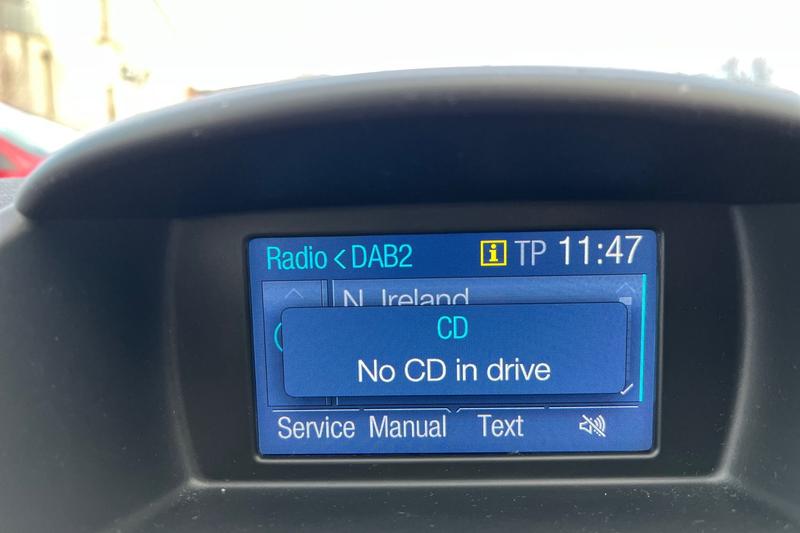 Radio < DAB2 i TP 11:47
N. Ireland
CD
No CD in drive
Service Manual Text